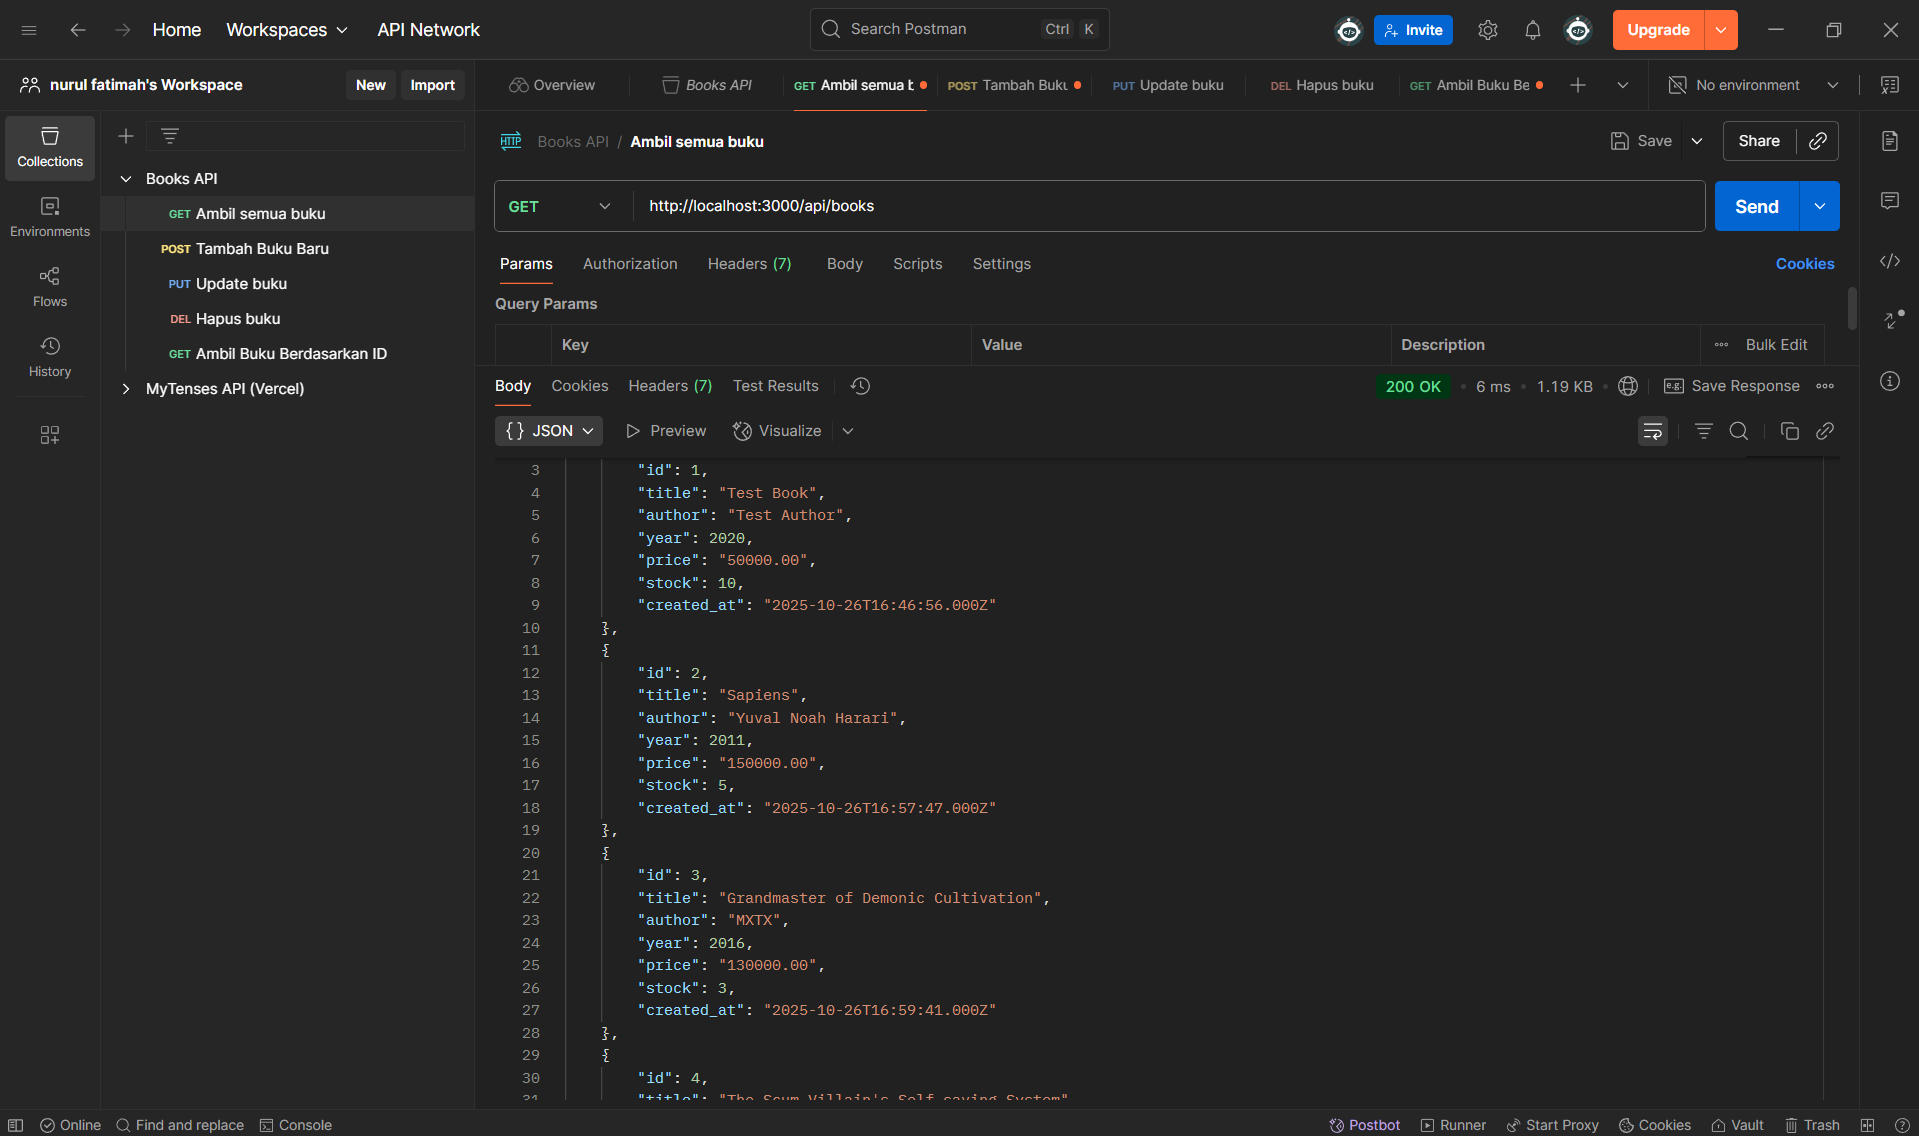 Home Workspaces API Network Search Postman Ctrl K Invite Upgrade
nurul fatimah's Workspace New Import Overview Books API GET Ambil semua b POST Tambah Buku PUT Update buku DEL Hapus buku GET Ambil Buku Be No environment
Collections
Environments
Flows
History
Books API
GET Ambil semua buku
POST Tambah Buku Baru
PUT Update buku
DEL Hapus buku
GET Ambil Buku Berdasarkan ID
MyTenses API (Vercel)
HTTP Books API / Ambil semua buku Save Share
GET http://localhost:3000/api/books Send
Params Authorization Headers (7) Body Scripts Settings Cookies
Query Params
Key Value Description Bulk Edit
Body Cookies Headers (7) Test Results 200 OK 6 ms 1.19 KB e.g. Save Response
{} JSON Preview Visualize
3 "id": 1,
4 "title": "Test Book",
5 "author": "Test Author",
6 "year": 2020,
7 "price": "50000.00",
8 "stock": 10,
9 "created_at": "2025-10-26T16:46:56.000Z"
10 },
11 {
12 "id": 2,
13 "title": "Sapiens",
14 "author": "Yuval Noah Harari",
15 "year": 2011,
16 "price": "150000.00",
17 "stock": 5,
18 "created_at": "2025-10-26T16:57:47.000Z"
19 },
20 {
21 "id": 3,
22 "title": "Grandmaster of Demonic Cultivation",
23 "author": "MXTX",
24 "year": 2016,
25 "price": "130000.00",
26 "stock": 3,
27 "created_at": "2025-10-26T16:59:41.000Z"
28 },
29 {
30 "id": 4,
31 "title": "The Scum Villain's Self-saving System"
Online Find and replace Console Postbot Runner Start Proxy Cookies Vault Trash